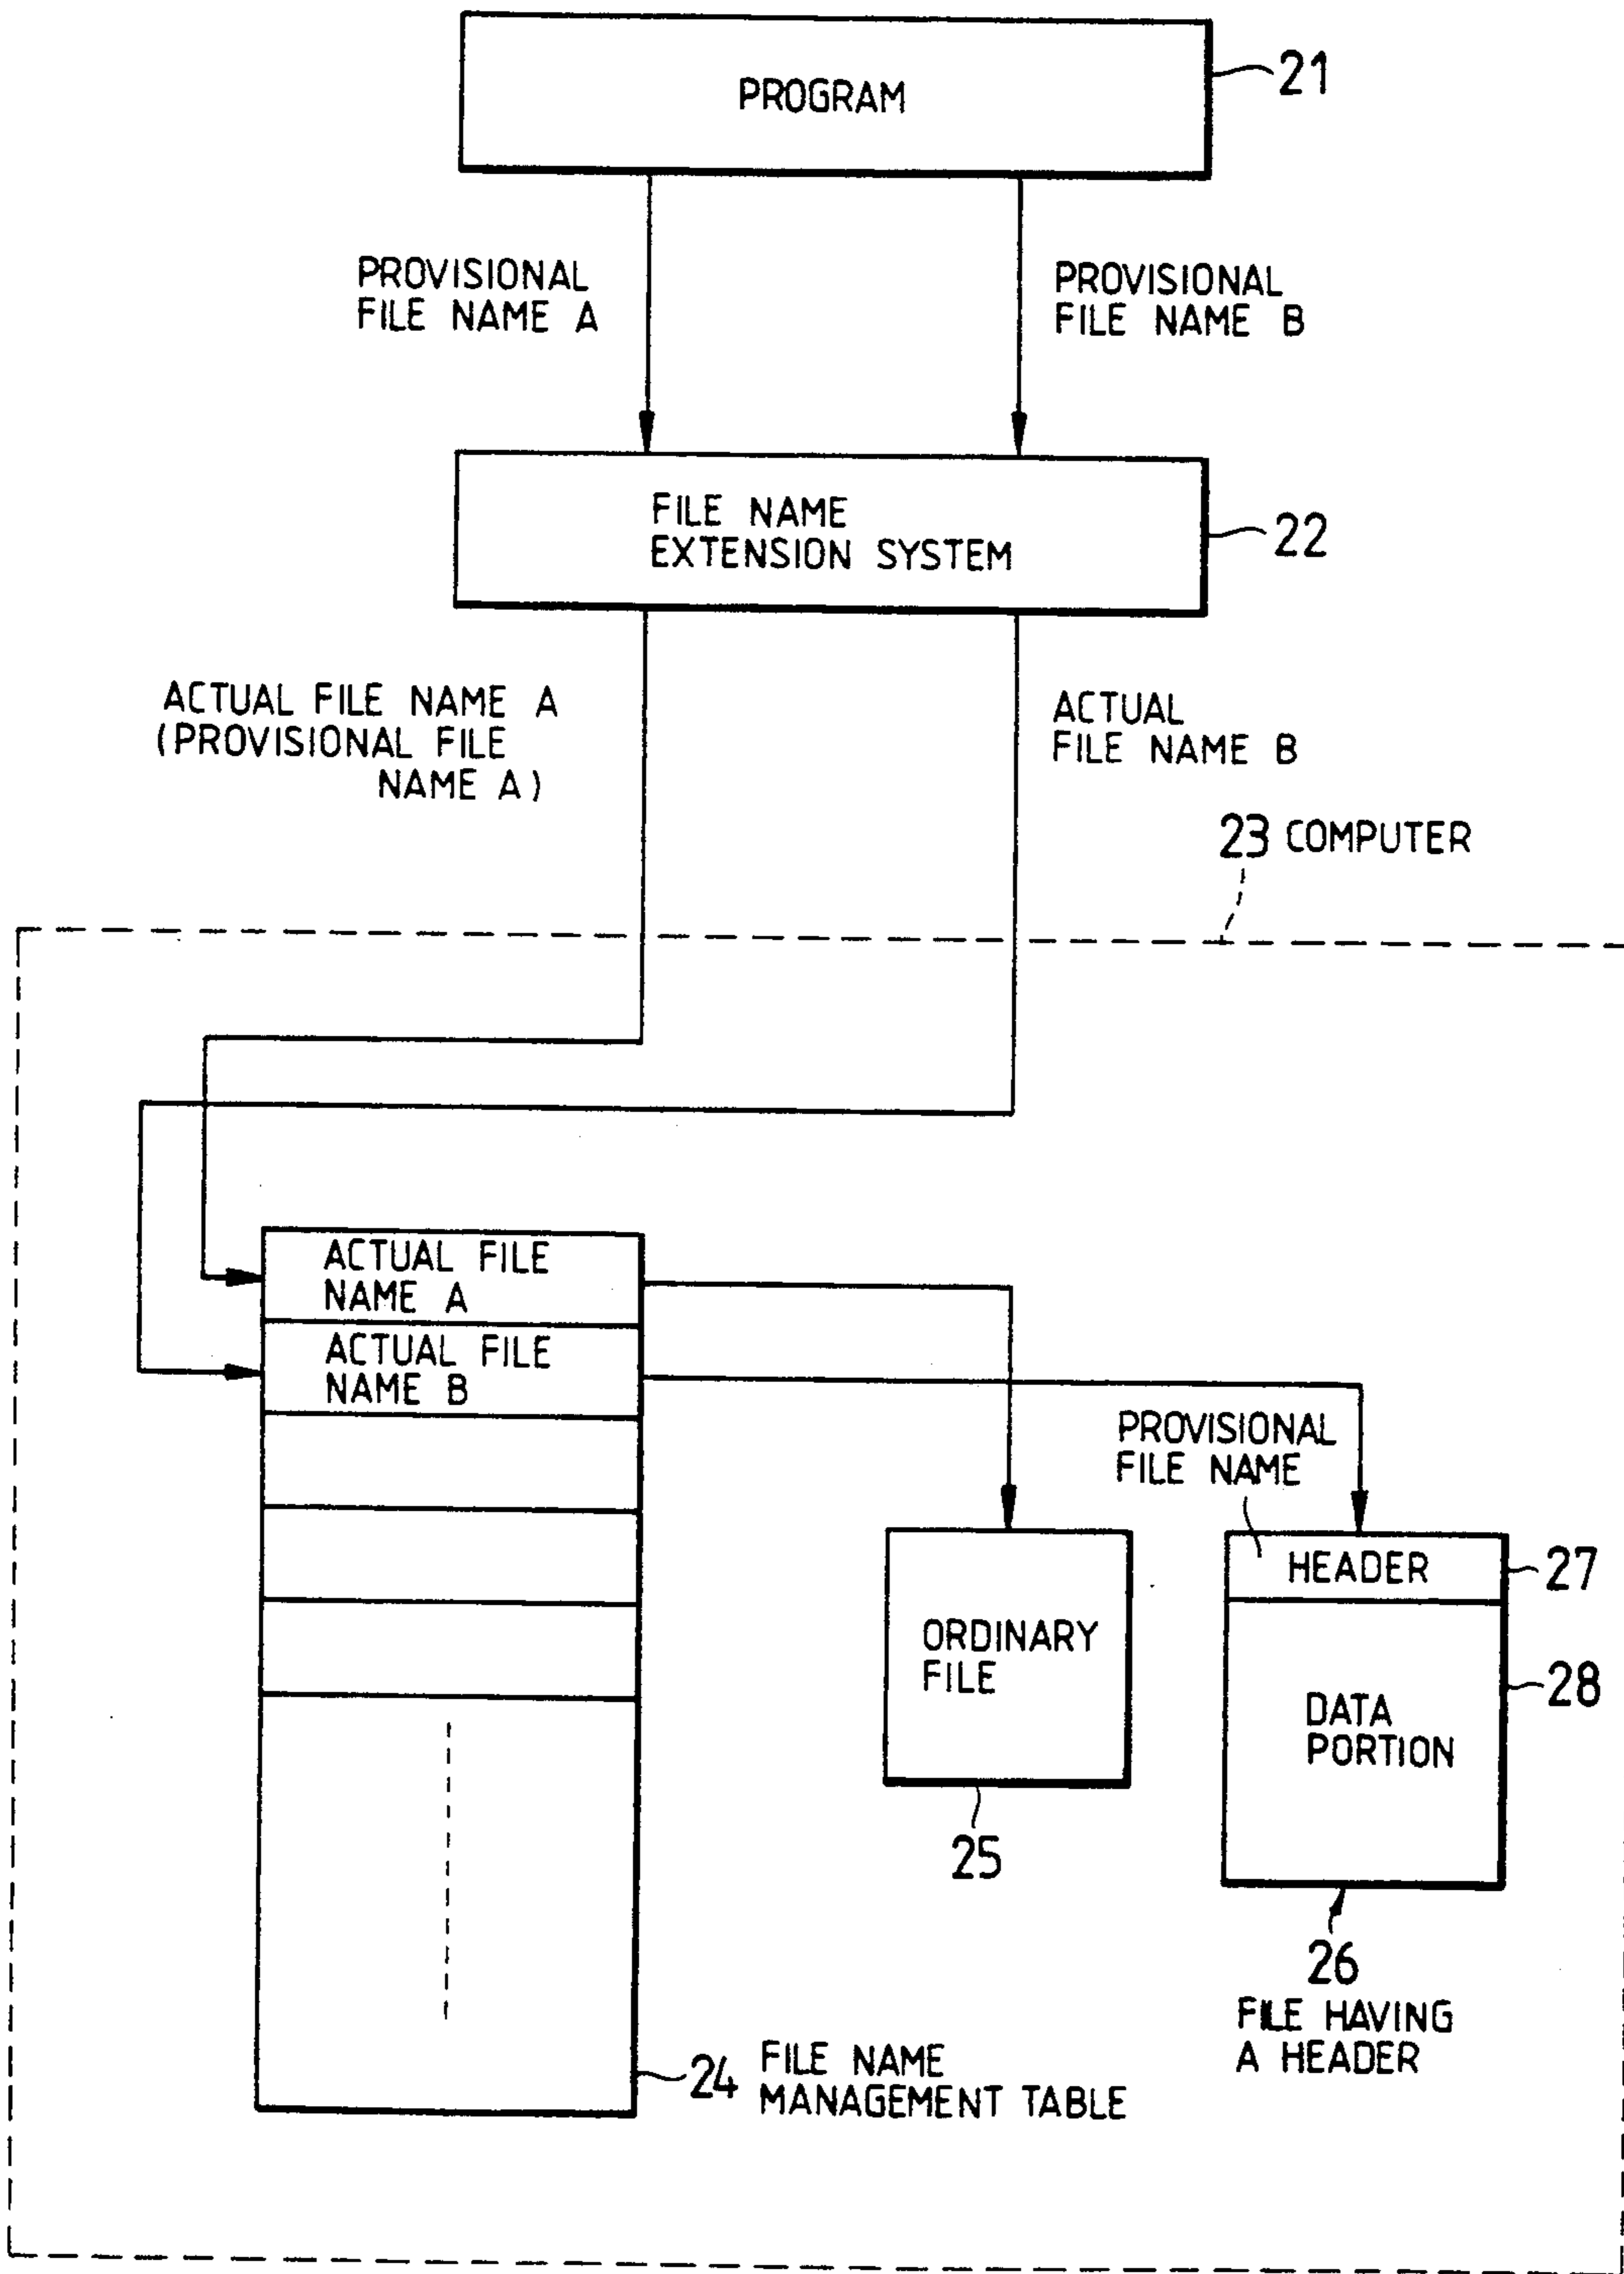 PROGRAM
21
PROVISIONAL
FILE NAME A
PROVISIONAL
FILE NAME B
FILE NAME
EXTENSION SYSTEM
22
ACTUAL FILE NAME A
(PROVISIONAL FILE
NAME A)
ACTUAL
FILE NAME B
23 COMPUTER
ACTUAL FILE
NAME A
ACTUAL FILE
NAME B
PROVISIONAL
FILE NAME
HEADER
27
ORDINARY
FILE
28
DATA
PORTION
25
26
FILE HAVING
A HEADER
24 FILE NAME
MANAGEMENT TABLE